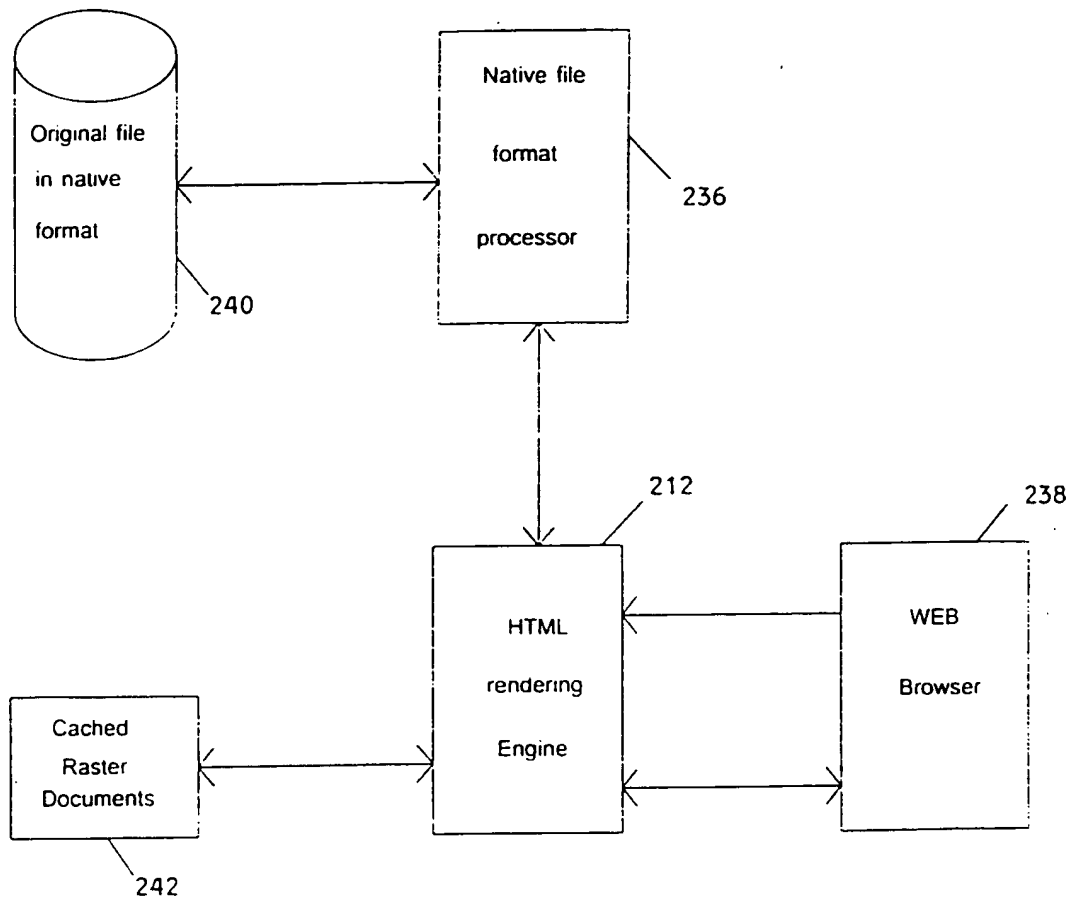 Original file
in native
format
240
Native file
format
processor
236
212
HTML
rendering
Engine
238
WEB
Browser
Cached
Raster
Documents
242